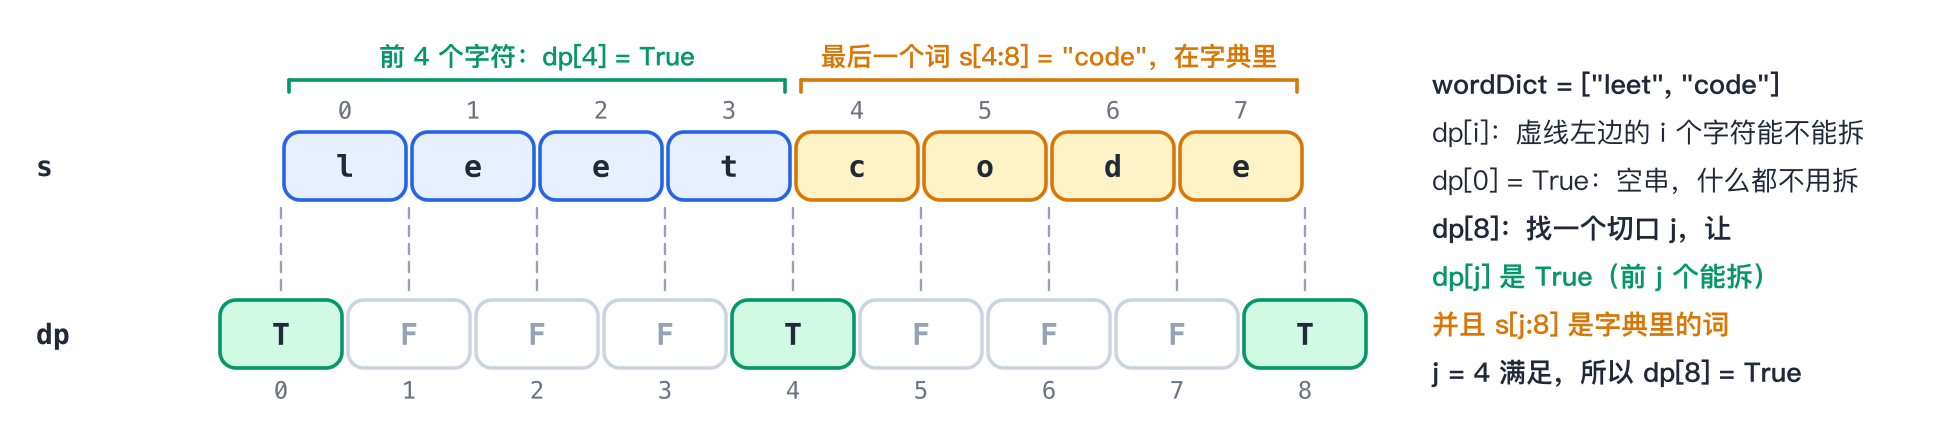 前 4 个字符：dp[4] = True
最后一个词 s[4:8] = "code"，在字典里
0 1 2 3 4 5 6 7
s l e e t c o d e
dp T F F F T F F F T
0 1 2 3 4 5 6 7 8
wordDict = ["leet", "code"]
dp[i]：虚线左边的 i 个字符能不能拆
dp[0] = True：空串，什么都不用拆
dp[8]：找一个切口 j，让
dp[j] 是 True（前 j 个能拆）
并且 s[j:8] 是字典里的词
j = 4 满足，所以 dp[8] = True